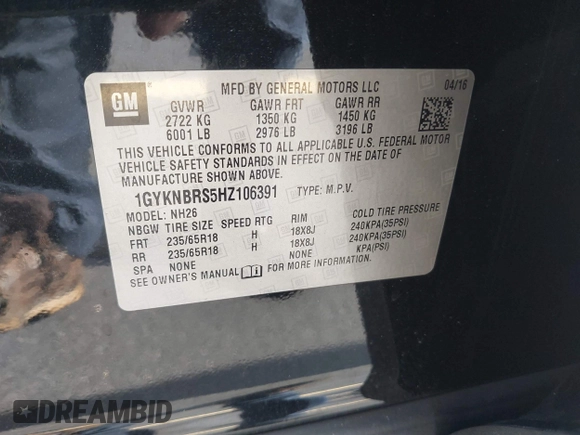 GM
MFD BY GENERAL MOTORS LLC 04/16
GVWR GAWR FRT GAWR RR
2722 KG 1350 KG 1450 KG
6001 LB 2976 LB 3196 LB
THIS VEHICLE CONFORMS TO ALL APPLICABLE U.S. FEDERAL MOTOR
VEHICLE SAFETY STANDARDS IN EFFECT ON THE DATE OF
MANUFACTURE SHOWN ABOVE.
1GYKNBRS5HZ106391 TYPE: M.P.V.
MODEL: NH26
NBGW TIRE SIZE SPEED RTG RIM COLD TIRE PRESSURE
FRT 235/65R18 H 18X8J 240KPA(35PSI)
RR 235/65R18 H 18X8J 240KPA(35PSI)
SPA NONE NONE KPA(PSI)
SEE OWNER'S MANUAL FOR MORE INFORMATION.
DREAMBID